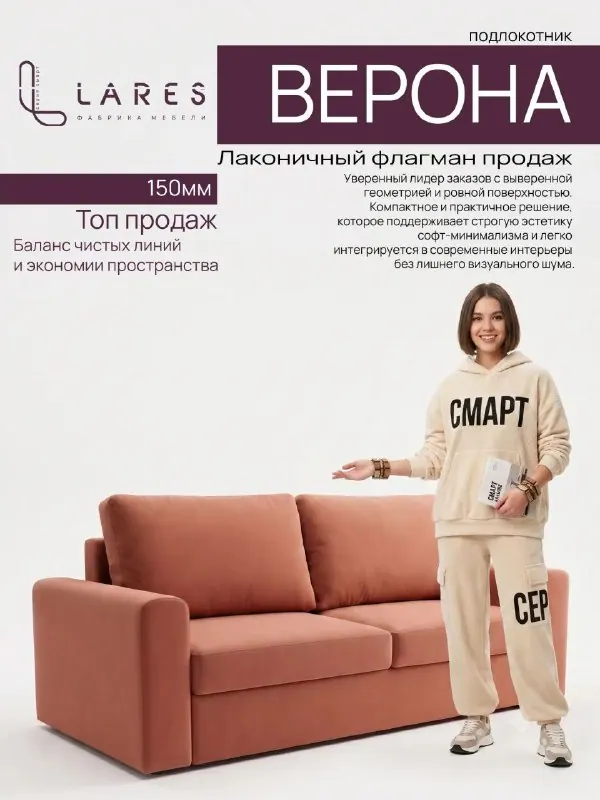 ПОДЛОКОТНИК
ВЕРОНА
LARES
ФАБРИКА МЕБЕЛИ
Лаконичный флагман продаж
150мм
Топ продаж
Баланс чистых линий
и экономии пространства
Уверенный лидер заказов с выверенной
геометрией и ровной поверхностью.
Компактное и практичное решение,
которое поддерживает строгую эстетику
софт-минимализма и легко
интегрируется в современные интерьеры
без лишнего визуального шума.
СМАРТ
СМАРТ
СЕР